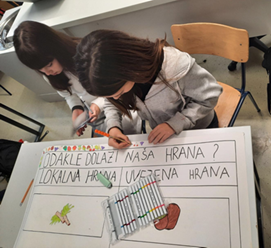 ODAKLE DOLAZI NAŠA HRANA ?
LOKALNA HRANA UVEZENA HRANA